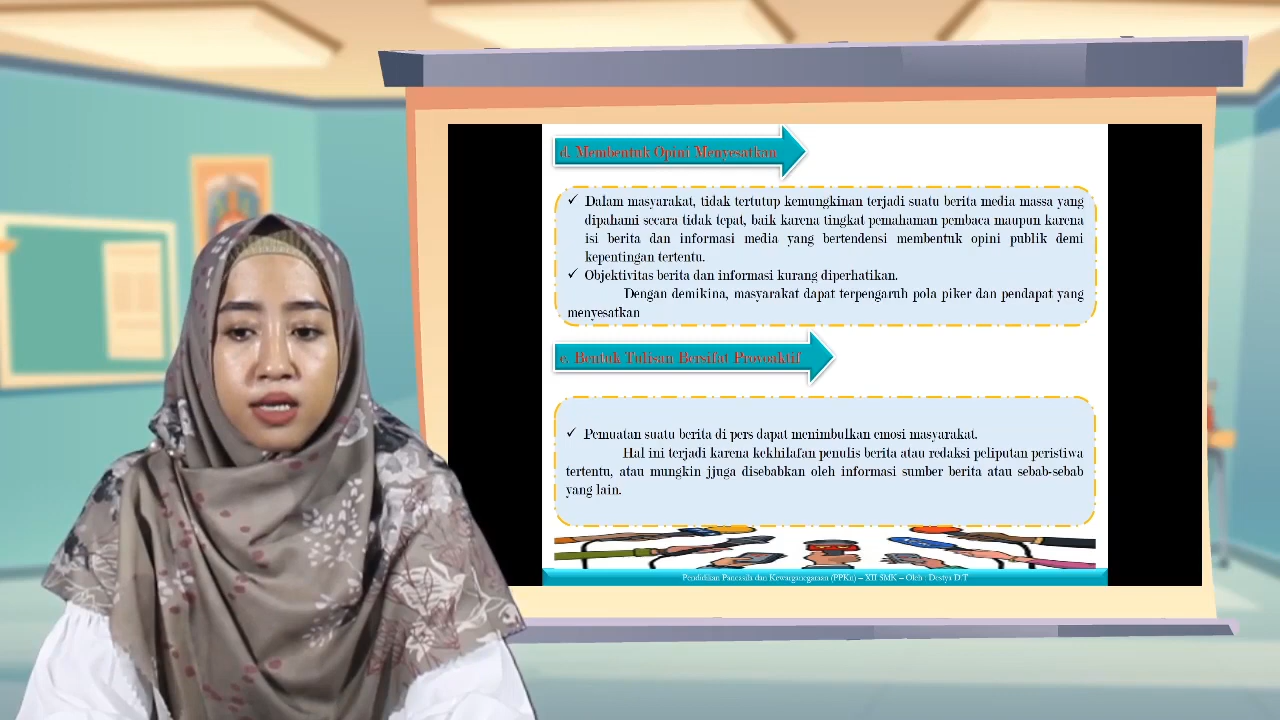 d. Membentuk Opini Menyesatkan
✓ Dalam masyarakat, tidak tertutup kemungkinan terjadi suatu berita media massa yang
dipahami secara tidak tepat, baik karena tingkat pemahaman pembaca maupun karena
isi berita dan informasi media yang bertendensi membentuk opini publik demi
kepentingan tertentu.
✓ Objektivitas berita dan informasi kurang diperhatikan.
Dengan demikina, masyarakat dapat terpengaruh pola piker dan pendapat yang
menyesatkan
e. Bentuk Tulisan Bersifat Provoaktif
✓ Pemuatan suatu berita di pers dapat menimbulkan emosi masyarakat.
Hal ini terjadi karena kekhilafan penulis berita atau redaksi peliputan peristiwa
tertentu, atau mungkin jjuga disebabkan oleh informasi sumber berita atau sebab-sebab
yang lain.
Pendidiian Pancasila dan Kewarganegaraan (PPKn) – XII SMK – Oleh : Destya D.T